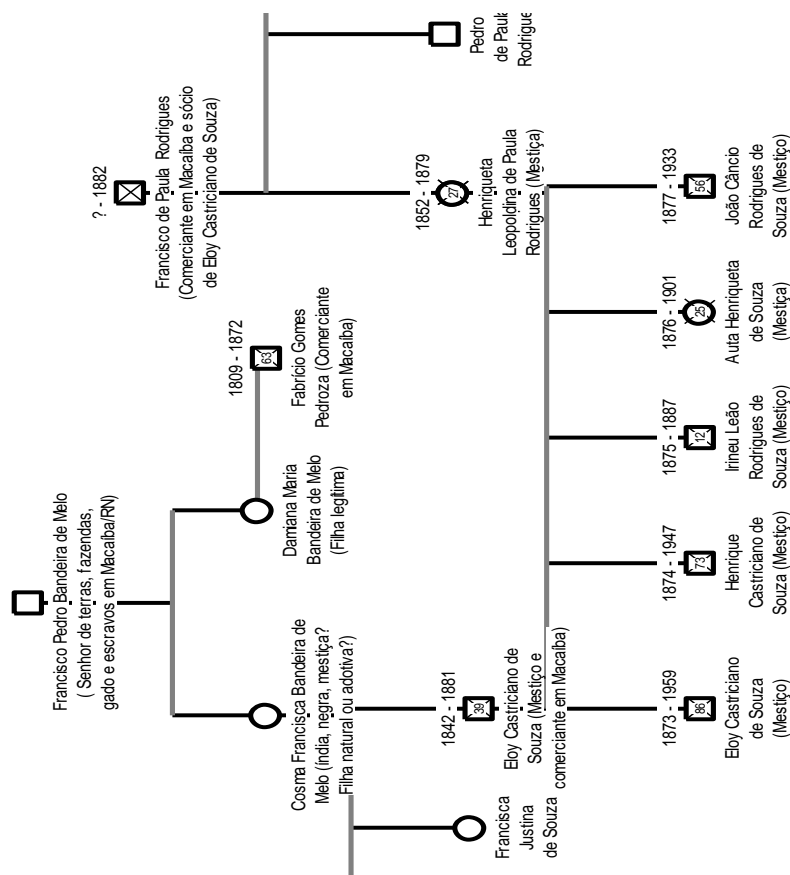 Francisco Pedro Bandeira de Melo
( Senhor de terras, fazendas,
gado e escravos em Macaíba/RN)
? - 1882
Francisco de Paula Rodrigues
(Comerciante em Macaíba e sócio
de Eloy Castriciano de Souza)
Cosma Francisca Bandeira de
Melo (índia, negra, mestiça?
Filha natural ou adotiva?)
Damiana Maria
Bandeira de Melo
(Filha legítima)
1809 - 1872
63
Fabrício Gomes
Pedroza (Comerciante
em Macaíba)
Francisca
Justina
de Souza
1842 - 1881
39
Eloy Castriciano de
Souza (Mestiço e
comerciante em Macaíba)
1852 - 1879
27
Henriqueta
Leopoldina de Paula
Rodrigues (Mestiça)
Pedro
de Paula
1873 - 1959
86
Eloy Castriciano
de Souza
(Mestiço)
1874 - 1947
73
Henrique
Castriciano de
Souza (Mestiço)
1875 - 1887
12
Irineu Leão
Rodrigues de
Souza (Mestiço)
1876 - 1901
25
Auta Henriqueta
de Souza
(Mestiça)
1877 - 1933
56
João Câncio
Rodrigues de
Souza (Mestiço)